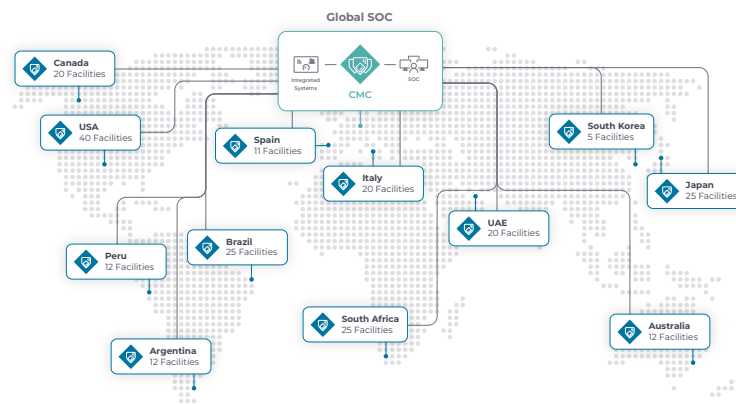 Global SOC
Integrated
Systems
CMC
SOC
Canada
20 Facilities
USA
40 Facilities
Spain
11 Facilities
Italy
20 Facilities
South Korea
5 Facilities
Japan
25 Facilities
UAE
20 Facilities
Peru
12 Facilities
Brazil
25 Facilities
South Africa
25 Facilities
Australia
12 Facilities
Argentina
12 Facilities